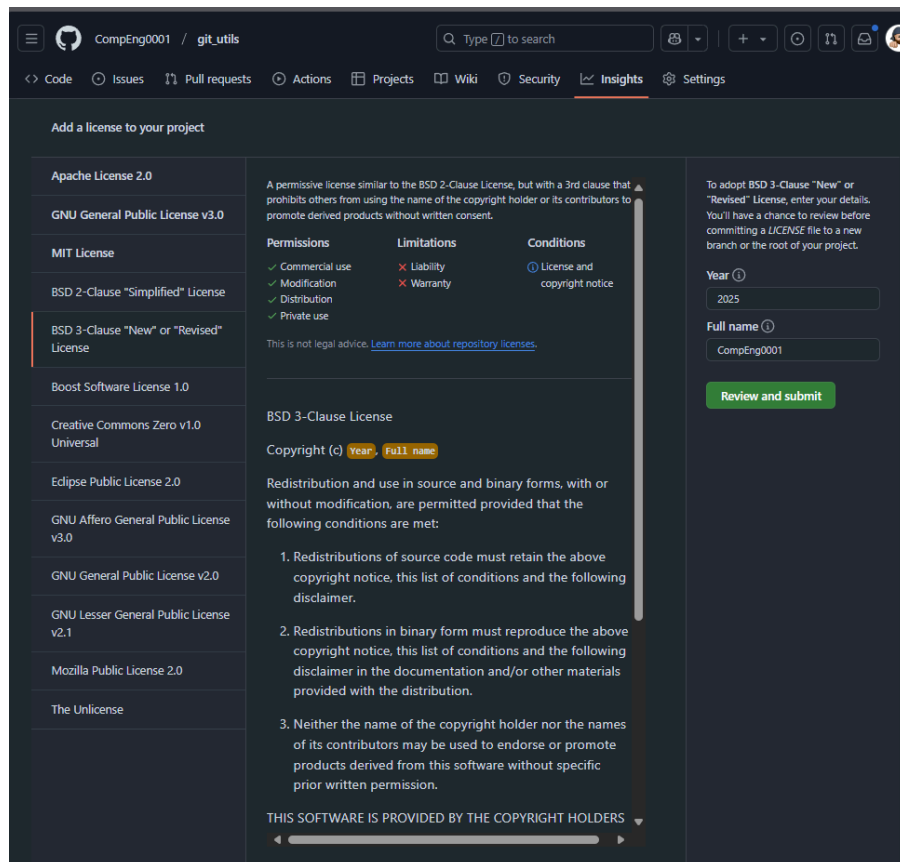 CompEng0001 / git_utils
Type / to search
Code
Issues
Pull requests
Actions
Projects
Wiki
Security
Insights
Settings
Add a license to your project
Apache License 2.0
GNU General Public License v3.0
MIT License
BSD 2-Clause "Simplified" License
BSD 3-Clause "New" or "Revised"
License
Boost Software License 1.0
Creative Commons Zero v1.0
Universal
Eclipse Public License 2.0
GNU Affero General Public License
v3.0
GNU General Public License v2.0
GNU Lesser General Public License
v2.1
Mozilla Public License 2.0
The Unlicense
A permissive license similar to the BSD 2-Clause License, but with a 3rd clause that
prohibits others from using the name of the copyright holder or its contributors to
promote derived products without written consent.
Permissions
Commercial use
Modification
Distribution
Private use
Limitations
Liability
Warranty
Conditions
License and
copyright notice
This is not legal advice. Learn more about repository licenses.
BSD 3-Clause License
Copyright (c) Year, Full name
Redistribution and use in source and binary forms, with or
without modification, are permitted provided that the
following conditions are met:
1. Redistributions of source code must retain the above
copyright notice, this list of conditions and the following
disclaimer.
2. Redistributions in binary form must reproduce the above
copyright notice, this list of conditions and the following
disclaimer in the documentation and/or other materials
provided with the distribution.
3. Neither the name of the copyright holder nor the names
of its contributors may be used to endorse or promote
products derived from this software without specific
prior written permission.
THIS SOFTWARE IS PROVIDED BY THE COPYRIGHT HOLDERS
To adopt BSD 3-Clause "New" or
"Revised" License, enter your details.
You'll have a chance to review before
committing a LICENSE file to a new
branch or the root of your project.
Year
2025
Full name
CompEng0001
Review and submit